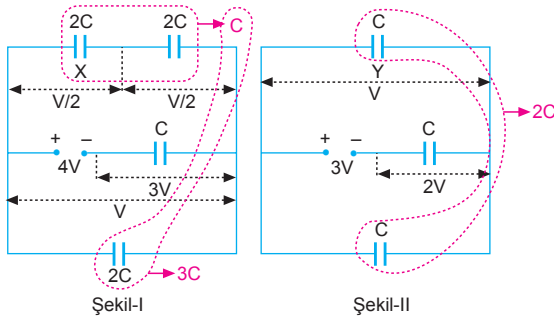 2C 2C C
X
V/2 V/2
+ – C
4V
3V
V
2C 3C
Şekil-I
C
Y
V
2C
+ – C
3V
2V
C
Şekil-II